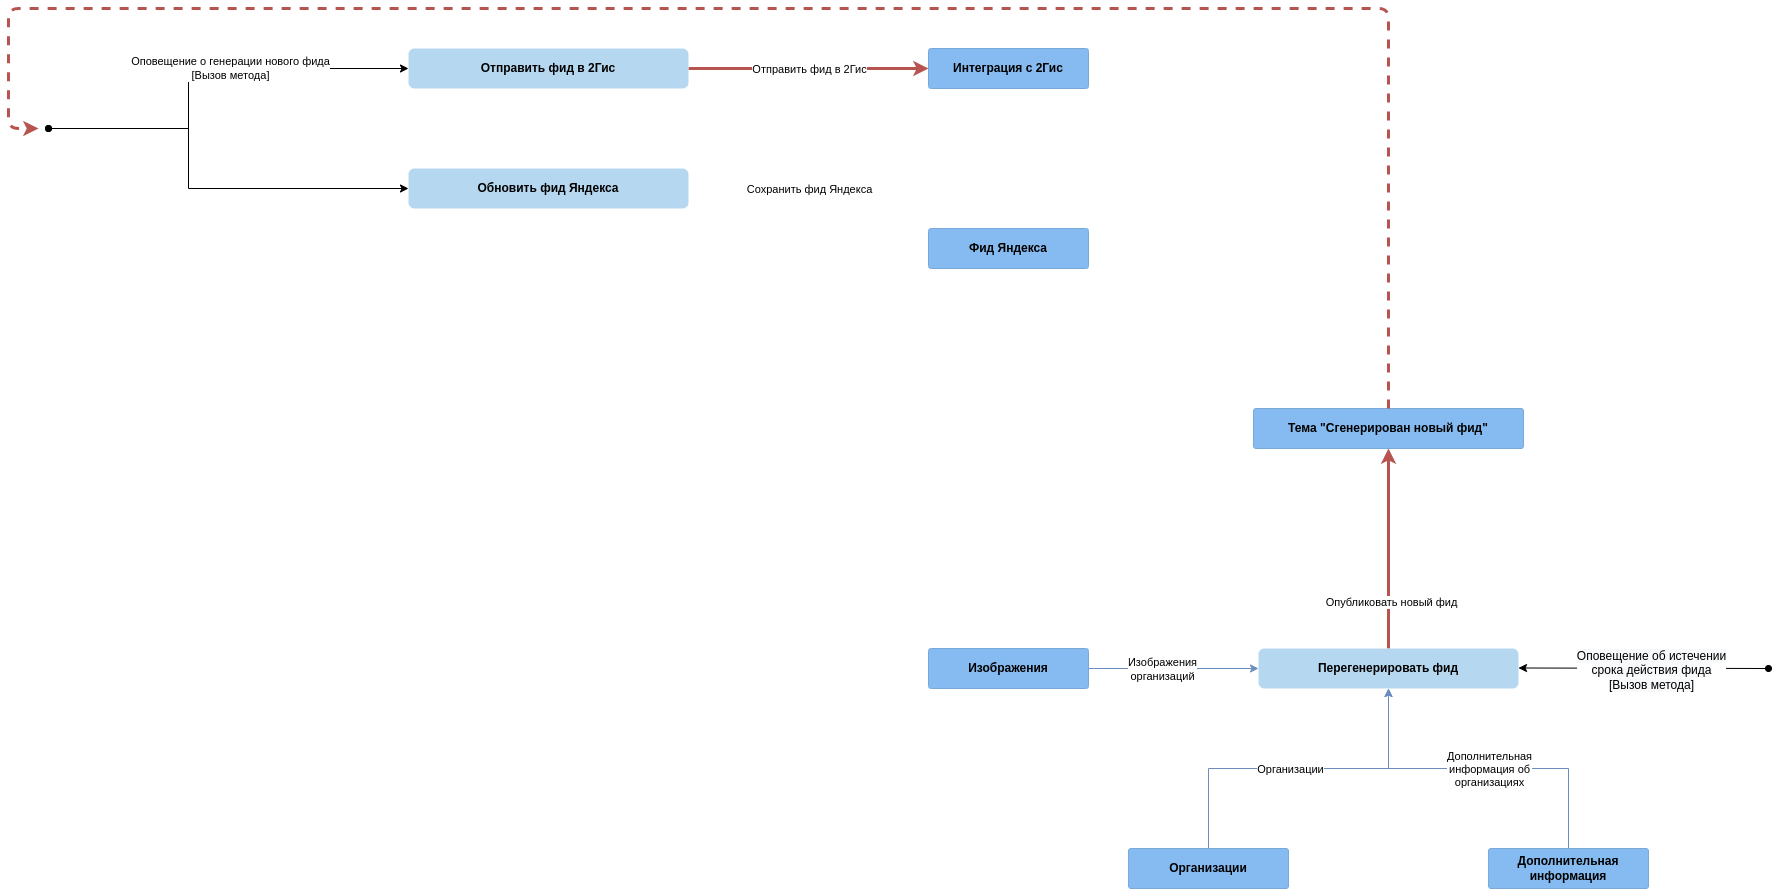 Оповещение о генерации нового фида
[Вызов метода]
Отправить фид в 2Гис
Отправить фид в 2Гис
Интеграция с 2Гис
Обновить фид Яндекса
Сохранить фид Яндекса
Фид Яндекса
Тема "Сгенерирован новый фид"
Опубликовать новый фид
Изображения
Изображения
организаций
Перегенерировать фид
Оповещение об истечении
срока действия фида
[Вызов метода]
Организации
Дополнительная
информация об
организациях
Организации
Дополнительная
информация